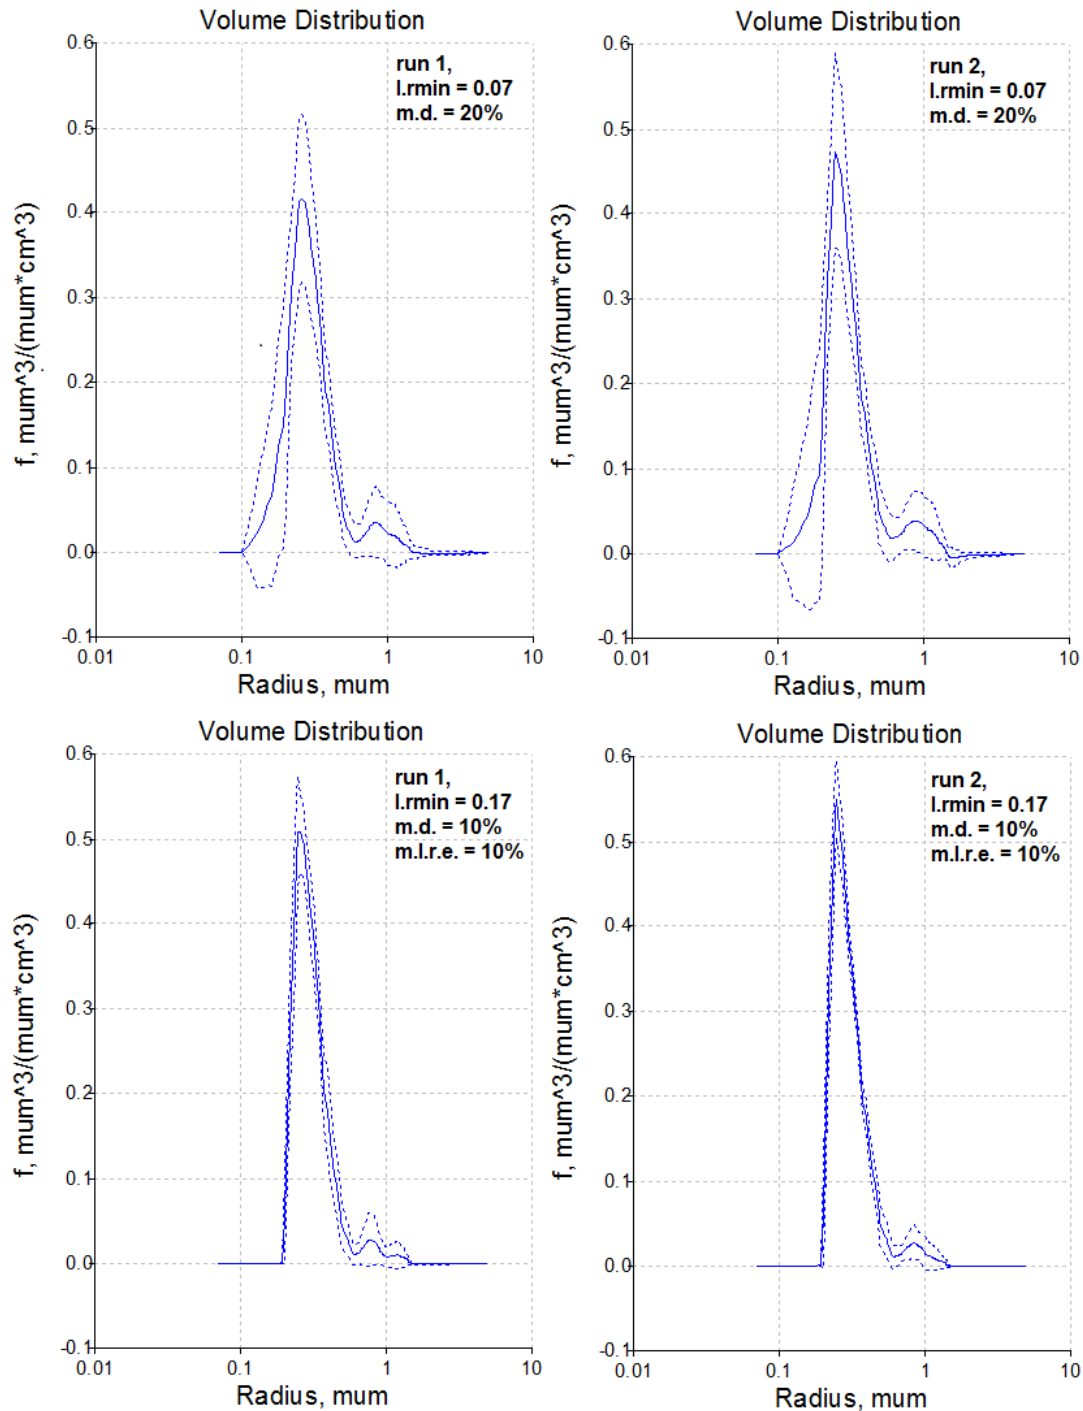 Volume Distribution
run 1,
l.rmin = 0.07
m.d. = 20%
f, mum^3/(mum*cm^3)
0.6
0.5
0.4
0.3
0.2
0.1
0.0
-0.1
0.01
0.1
1
10
Radius, mum
Volume Distribution
run 2,
l.rmin = 0.07
m.d. = 20%
f, mum^3/(mum*cm^3)
0.6
0.5
0.4
0.3
0.2
0.1
0.0
-0.1
0.01
0.1
1
10
Radius, mum
Volume Distribution
run 1,
l.rmin = 0.17
m.d. = 10%
m.l.r.e. = 10%
f, mum^3/(mum*cm^3)
0.6
0.5
0.4
0.3
0.2
0.1
0.0
-0.1
0.01
0.1
1
10
Radius, mum
Volume Distribution
run 2,
l.rmin = 0.17
m.d. = 10%
m.l.r.e. = 10%
f, mum^3/(mum*cm^3)
0.6
0.5
0.4
0.3
0.2
0.1
0.0
-0.1
0.01
0.1
1
10
Radius, mum